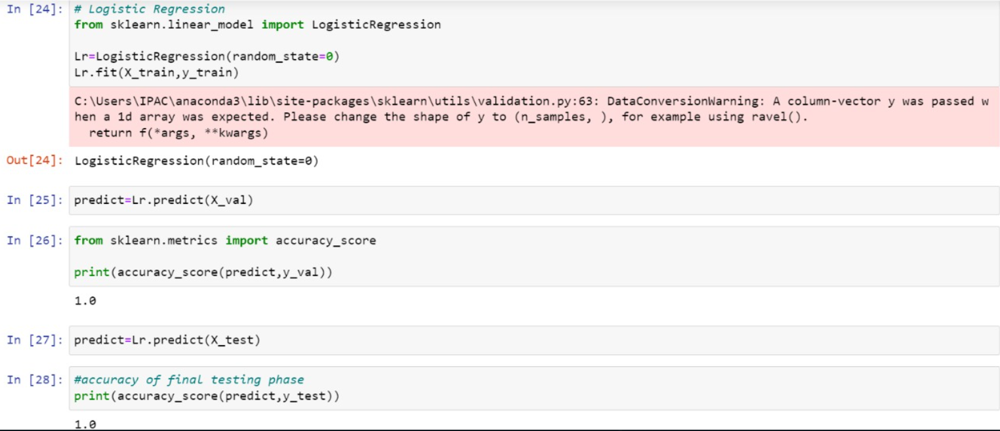 In [24]: # Logistic Regression
from sklearn.linear_model import LogisticRegression
Lr=LogisticRegression(random_state=0)
Lr.fit(X_train,y_train)
C:\Users\IPAC\anaconda3\lib\site-packages\sklearn\utils\validation.py:63: DataConversionWarning: A column-vector y was passed w
hen a 1d array was expected. Please change the shape of y to (n_samples, ), for example using ravel().
return f(*args, **kwargs)
Out[24]: LogisticRegression(random_state=0)
In [25]: predict=Lr.predict(X_val)
In [26]: from sklearn.metrics import accuracy_score
print(accuracy_score(predict,y_val))
1.0
In [27]: predict=Lr.predict(X_test)
In [28]: #accuracy of final testing phase
print(accuracy_score(predict,y_test))
1.0